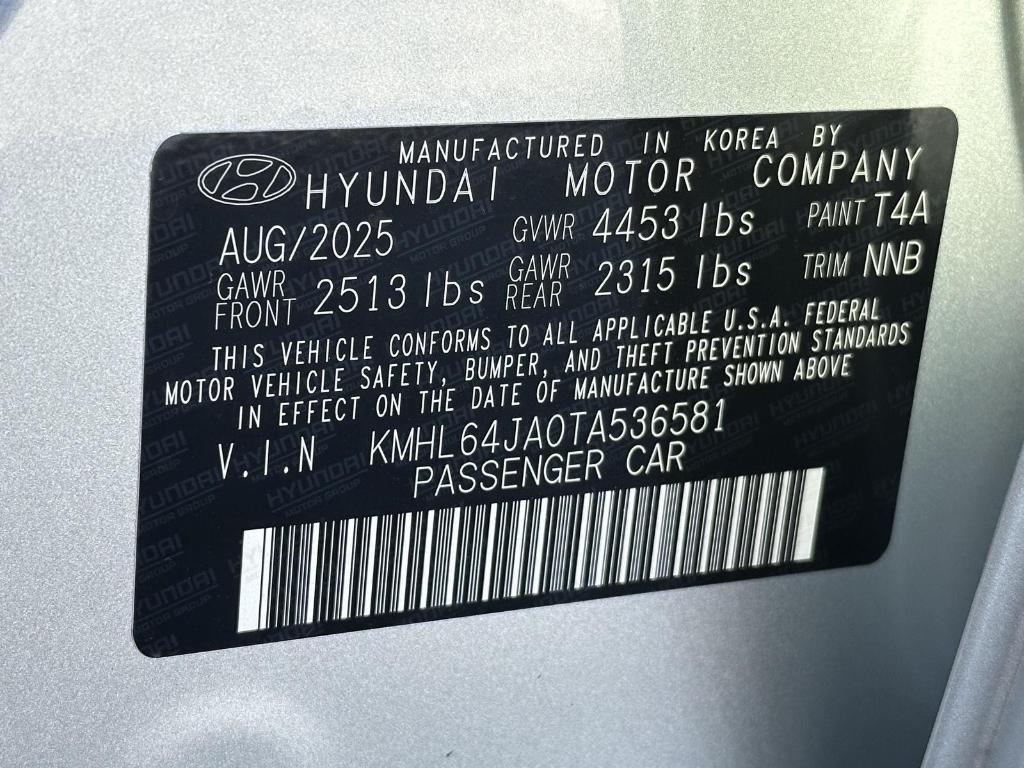 MANUFACTURED IN KOREA BY
HYUNDAI MOTOR COMPANY
AUG/2025 GVWR 4453 lbs PAINT T4A
GAWR FRONT 2513 lbs GAWR REAR 2315 lbs TRIM NNB
THIS VEHICLE CONFORMS TO ALL APPLICABLE U.S.A. FEDERAL
MOTOR VEHICLE SAFETY, BUMPER, AND THEFT PREVENTION STANDARDS
IN EFFECT ON THE DATE OF MANUFACTURE SHOWN ABOVE
V.I.N KMHL64JA0TA536581
PASSENGER CAR